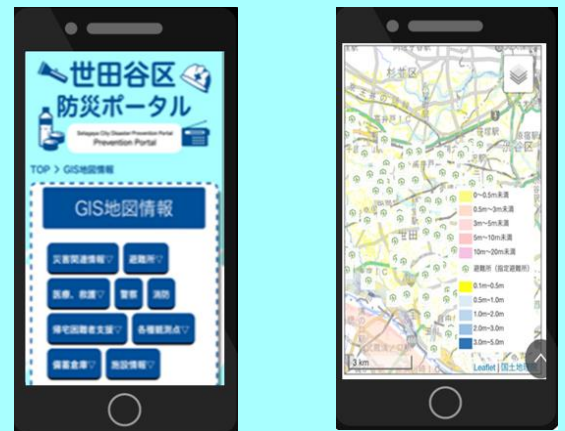 世田谷区
防災ポータル
Setagaya City Disaster Prevention Portal
Prevention Portal
TOP > GIS地図情報
GIS地図情報
災害関連情報▽
避難所▽
医療、救護▽
警察
消防
帰宅困難者支援▽
各種観測点▽
備蓄倉庫▽
施設情報▽
杉並区
渋谷区
世田
0〜0.5m未満
0.5m〜3m未満
3m〜5m未満
5m〜10m未満
10m〜20m未満
避難所（指定避難所）
0.1m-0.5m
0.5m-1.0m
1.0m-2.0m
2.0m-3.0m
3.0m-5.0m
3 km
Leaflet | 国土地理